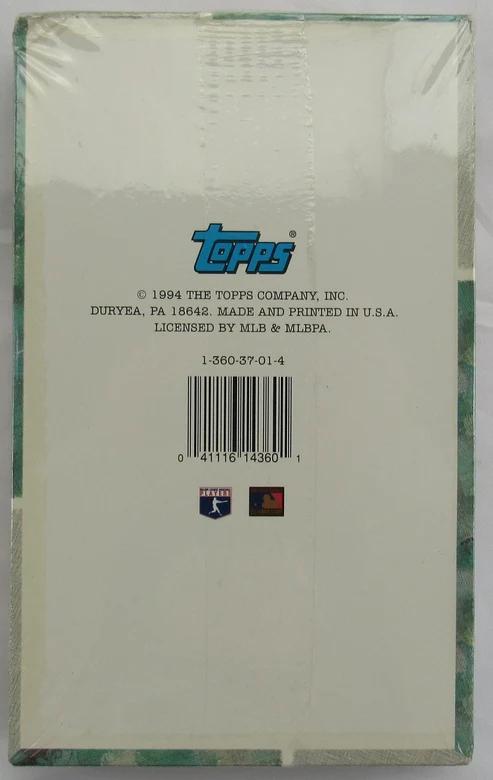 Topps®
© 1994 THE TOPPS COMPANY, INC.
DURYEA, PA 18642. MADE AND PRINTED IN U.S.A.
LICENSED BY MLB & MLBPA.
1-360-37-01-4
0 41116 14360 1
PLAYER